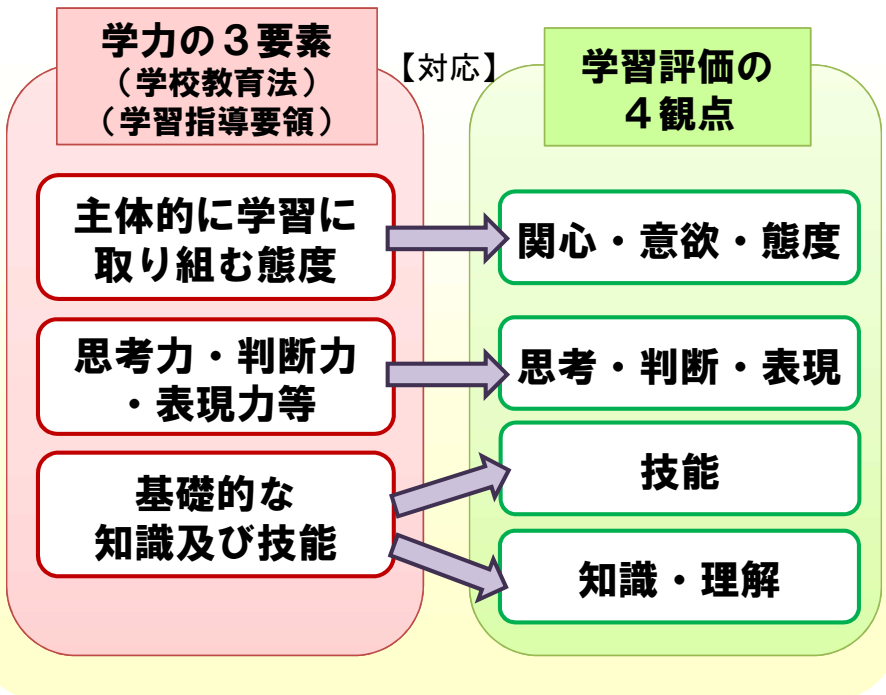 学力の３要素
（学校教育法）
（学習指導要領）
【対応】
学習評価の
４観点
主体的に学習に
取り組む態度
関心・意欲・態度
思考力・判断力
・表現力等
思考・判断・表現
基礎的な
知識及び技能
技能
知識・理解